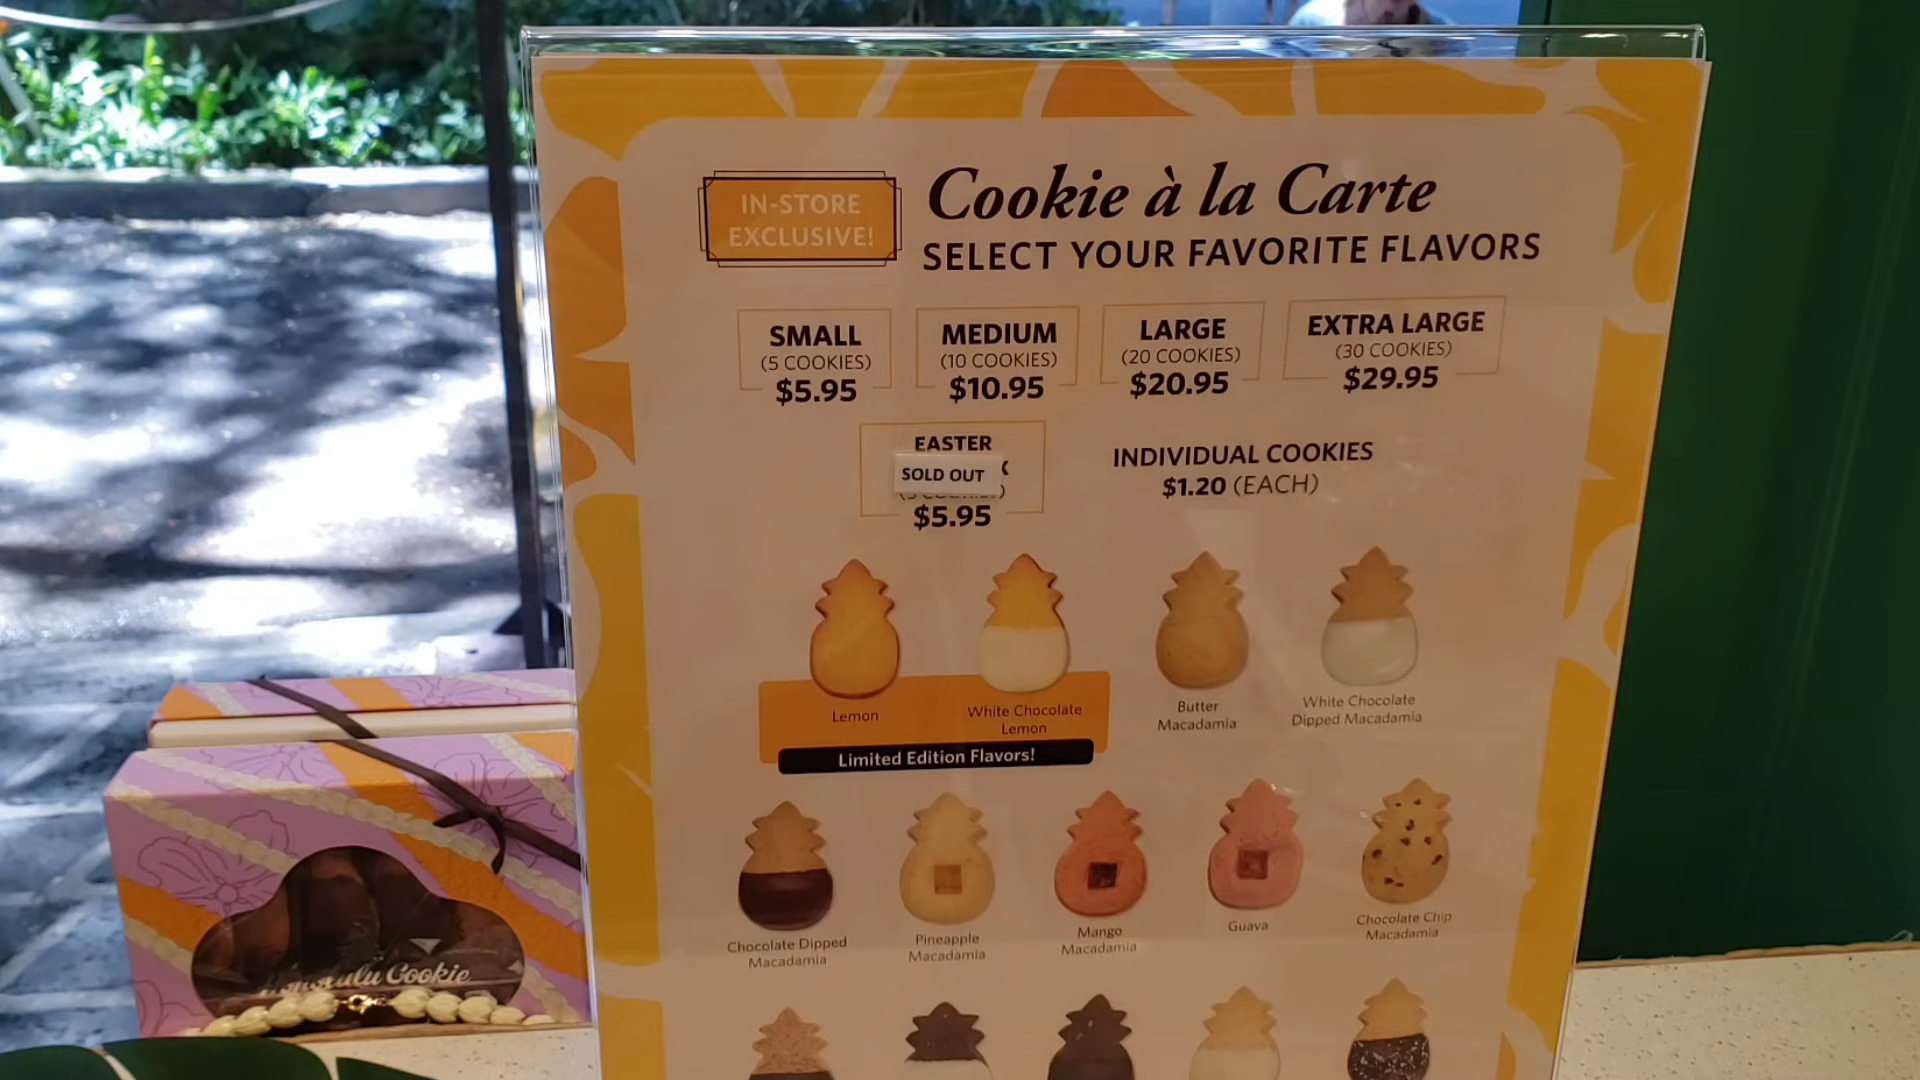 IN-STORE
EXCLUSIVE!
Cookie à la Carte
SELECT YOUR FAVORITE FLAVORS
SMALL
(5 COOKIES)
$5.95
MEDIUM
(10 COOKIES)
$10.95
LARGE
(20 COOKIES)
$20.95
EXTRA LARGE
(30 COOKIES)
$29.95
EASTER
SOLD OUT
$5.95
INDIVIDUAL COOKIES
$1.20 (EACH)
Lemon
White Chocolate
Lemon
Limited Edition Flavors!
Butter
Macadamia
White Chocolate
Dipped Macadamia
Chocolate Dipped
Macadamia
Pineapple
Macadamia
Mango
Macadamia
Guava
Chocolate Chip
Macadamia
Honolulu Cookie